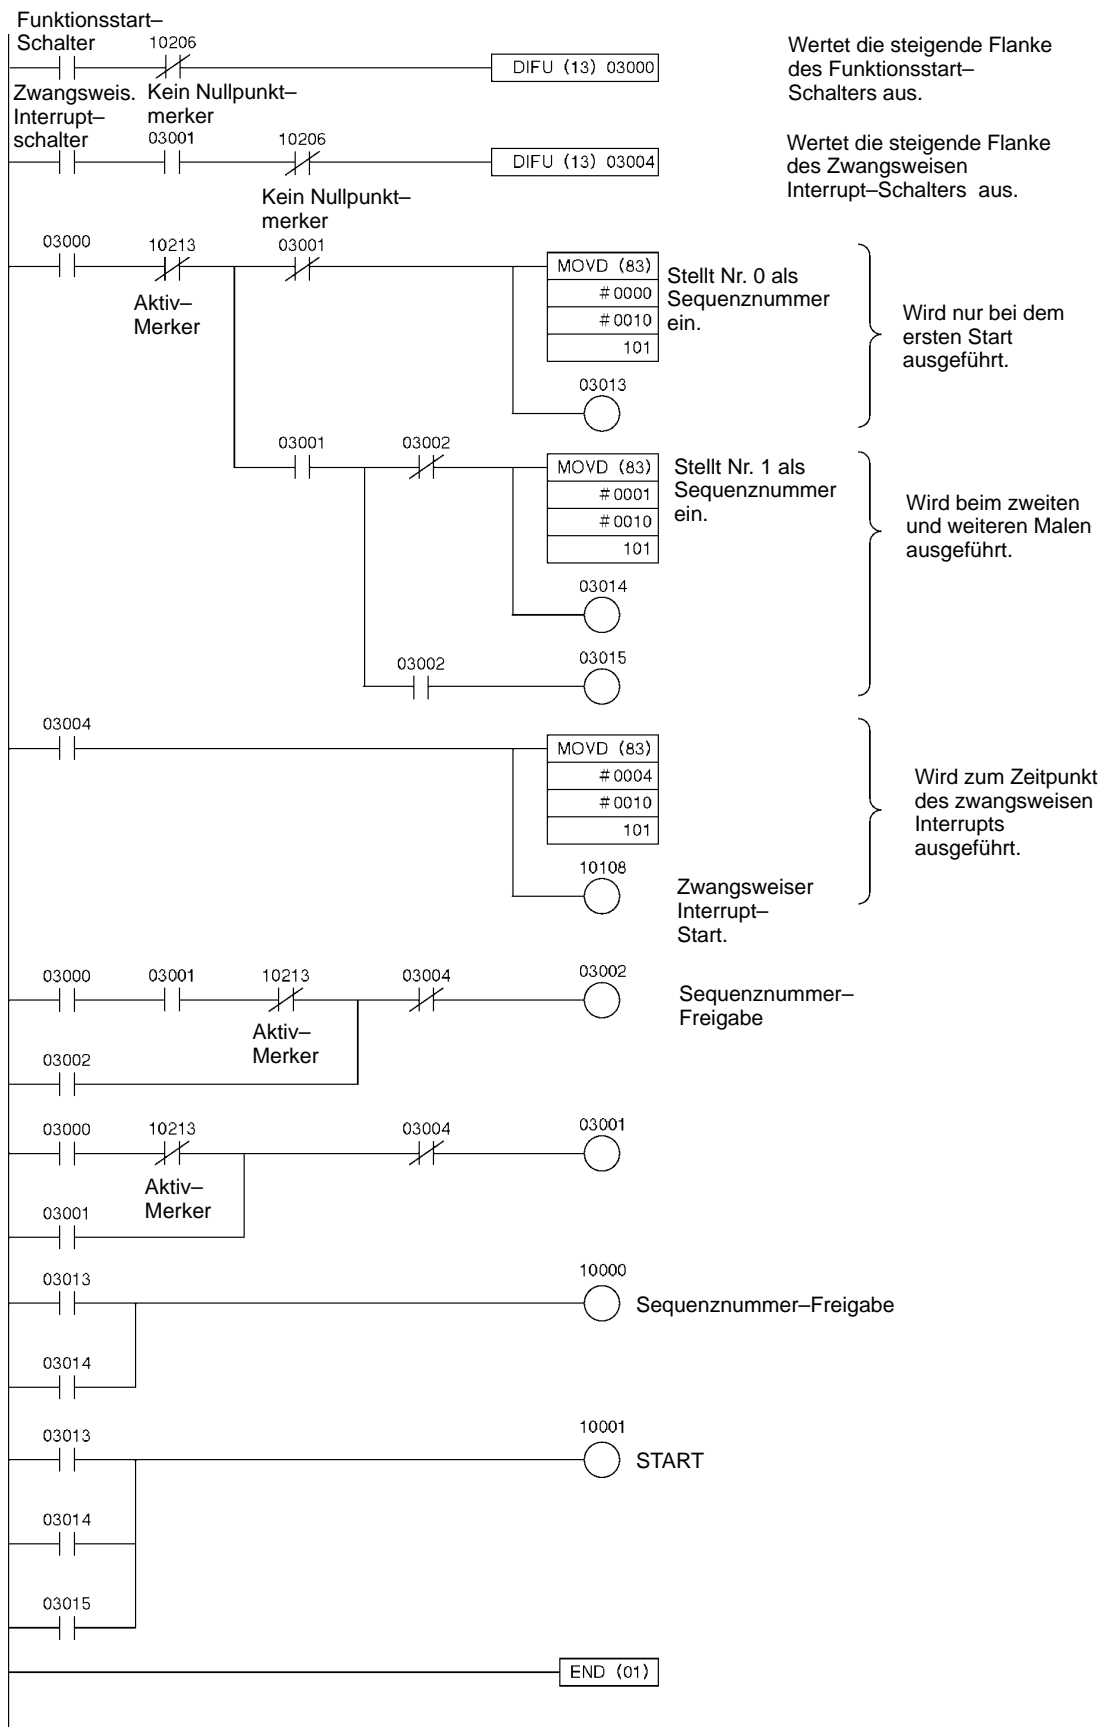 Funktionsstart–
Schalter
10206
DIFU (13) 03000
Wertet die steigende Flanke
des Funktionsstart–
Schalters aus.
Zwangsweis.
Interrupt–
schalter
Kein Nullpunkt–
merker
03001
10206
DIFU (13) 03004
Wertet die steigende Flanke
des Zwangsweisen
Interrupt–Schalters aus.
Kein Nullpunkt–
merker
03000
10213
03001
Aktiv–
Merker
MOVD (83)
#0000
#0010
101
Stellt Nr. 0 als
Sequenznummer
ein.
Wird nur bei dem
ersten Start
ausgeführt.
03013
03001
03002
MOVD (83)
#0001
#0010
101
Stellt Nr. 1 als
Sequenznummer
ein.
Wird beim zweiten
und weiteren Malen
ausgeführt.
03014
03002
03015
03004
MOVD (83)
#0004
#0010
101
Wird zum Zeitpunkt
des zwangsweisen
Interrupts
ausgeführt.
10108
Zwangsweiser
Interrupt–
Start.
03000
03001
10213
03004
03002
Aktiv–
Merker
Sequenznummer–
Freigabe
03002
03000
10213
03004
03001
Aktiv–
Merker
03001
03013
10000
Sequenznummer–Freigabe
03014
03013
10001
START
03014
03015
END (01)